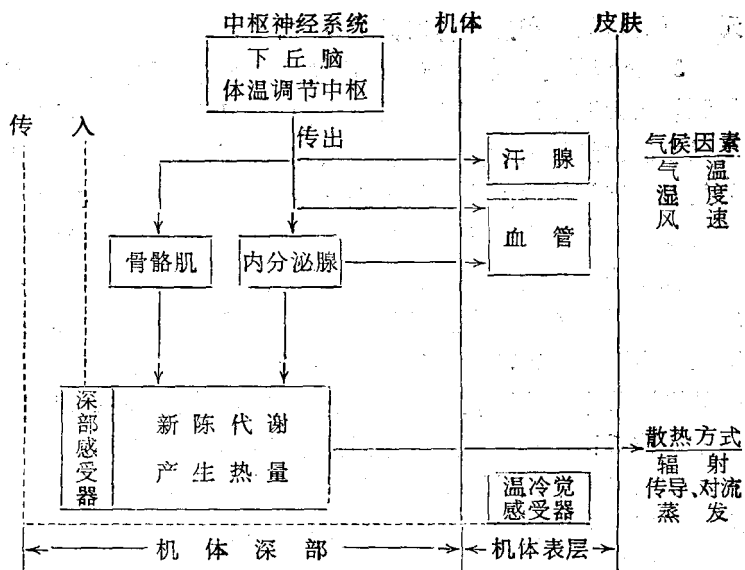 中枢神经系统
机体
皮肤
下丘脑
体温调节中枢
传入
传出
汗腺
气候因素
气温
湿度
风速
血管
骨骼肌
内分泌腺
深部感受器
新陈代谢
产生热量
散热方式
辐射
传导、对流
蒸发
温冷觉
感受器
机体深部
机体表层